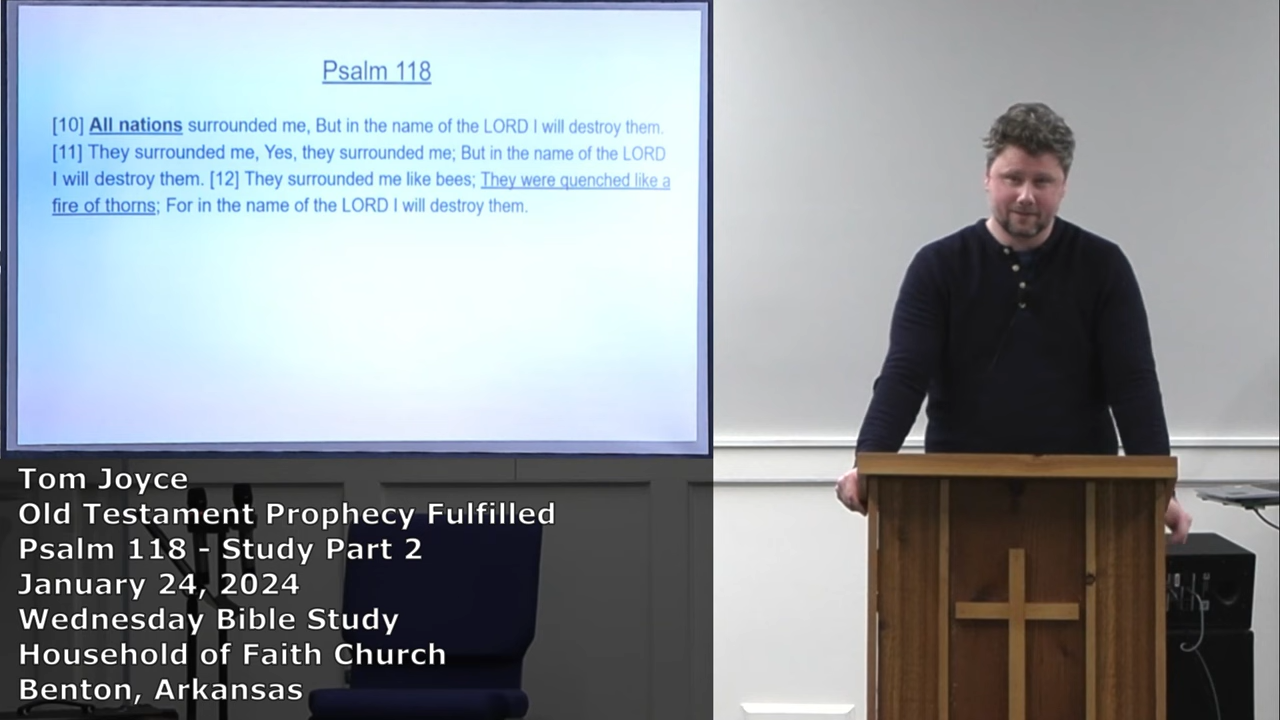 Psalm 118
[10] All nations surrounded me, But in the name of the LORD I will destroy them.
[11] They surrounded me, Yes, they surrounded me; But in the name of the LORD
I will destroy them. [12] They surrounded me like bees; They were quenched like a
fire of thorns; For in the name of the LORD I will destroy them.
Tom Joyce
Old Testament Prophecy Fulfilled
Psalm 118 - Study Part 2
January 24, 2024
Wednesday Bible Study
Household of Faith Church
Benton, Arkansas